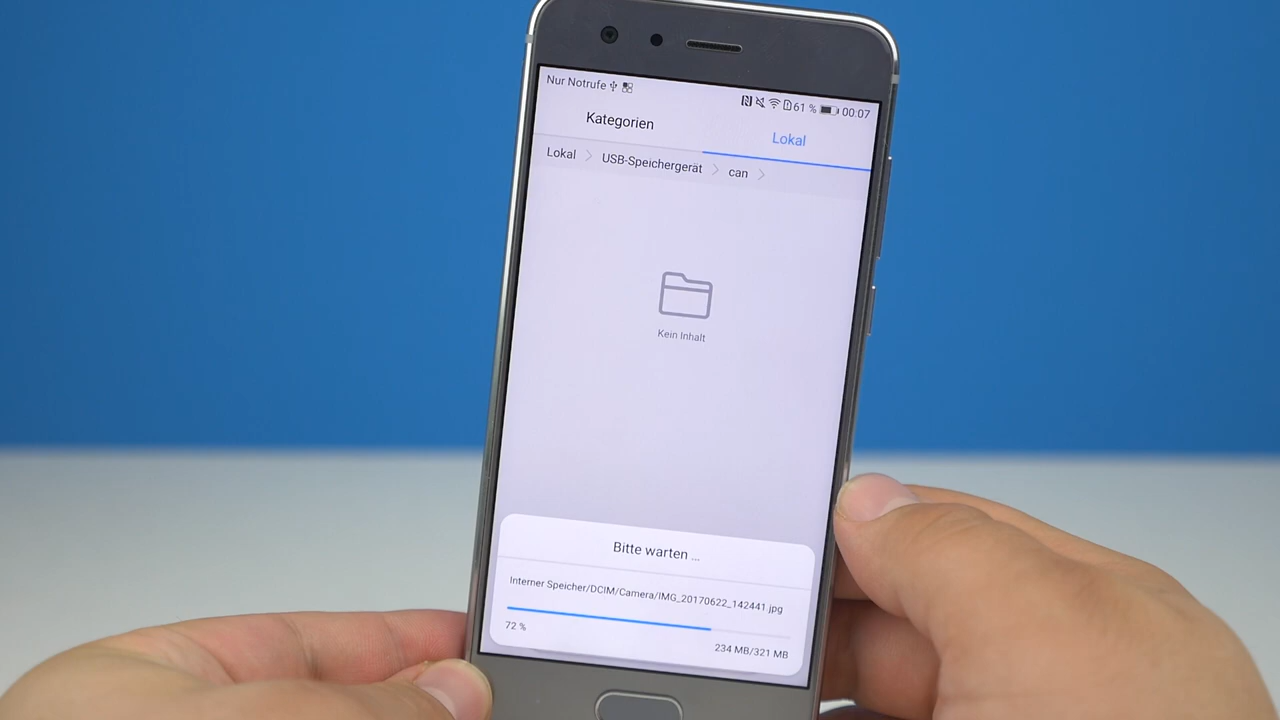 Nur Notrufe
61 % 00:07
Kategorien
Lokal
Lokal
USB-Speichergerät
can
Kein Inhalt
Bitte warten ...
Interner Speicher/DCIM/Camera/IMG_20170622_142441.jpg
72 %
234 MB/321 MB